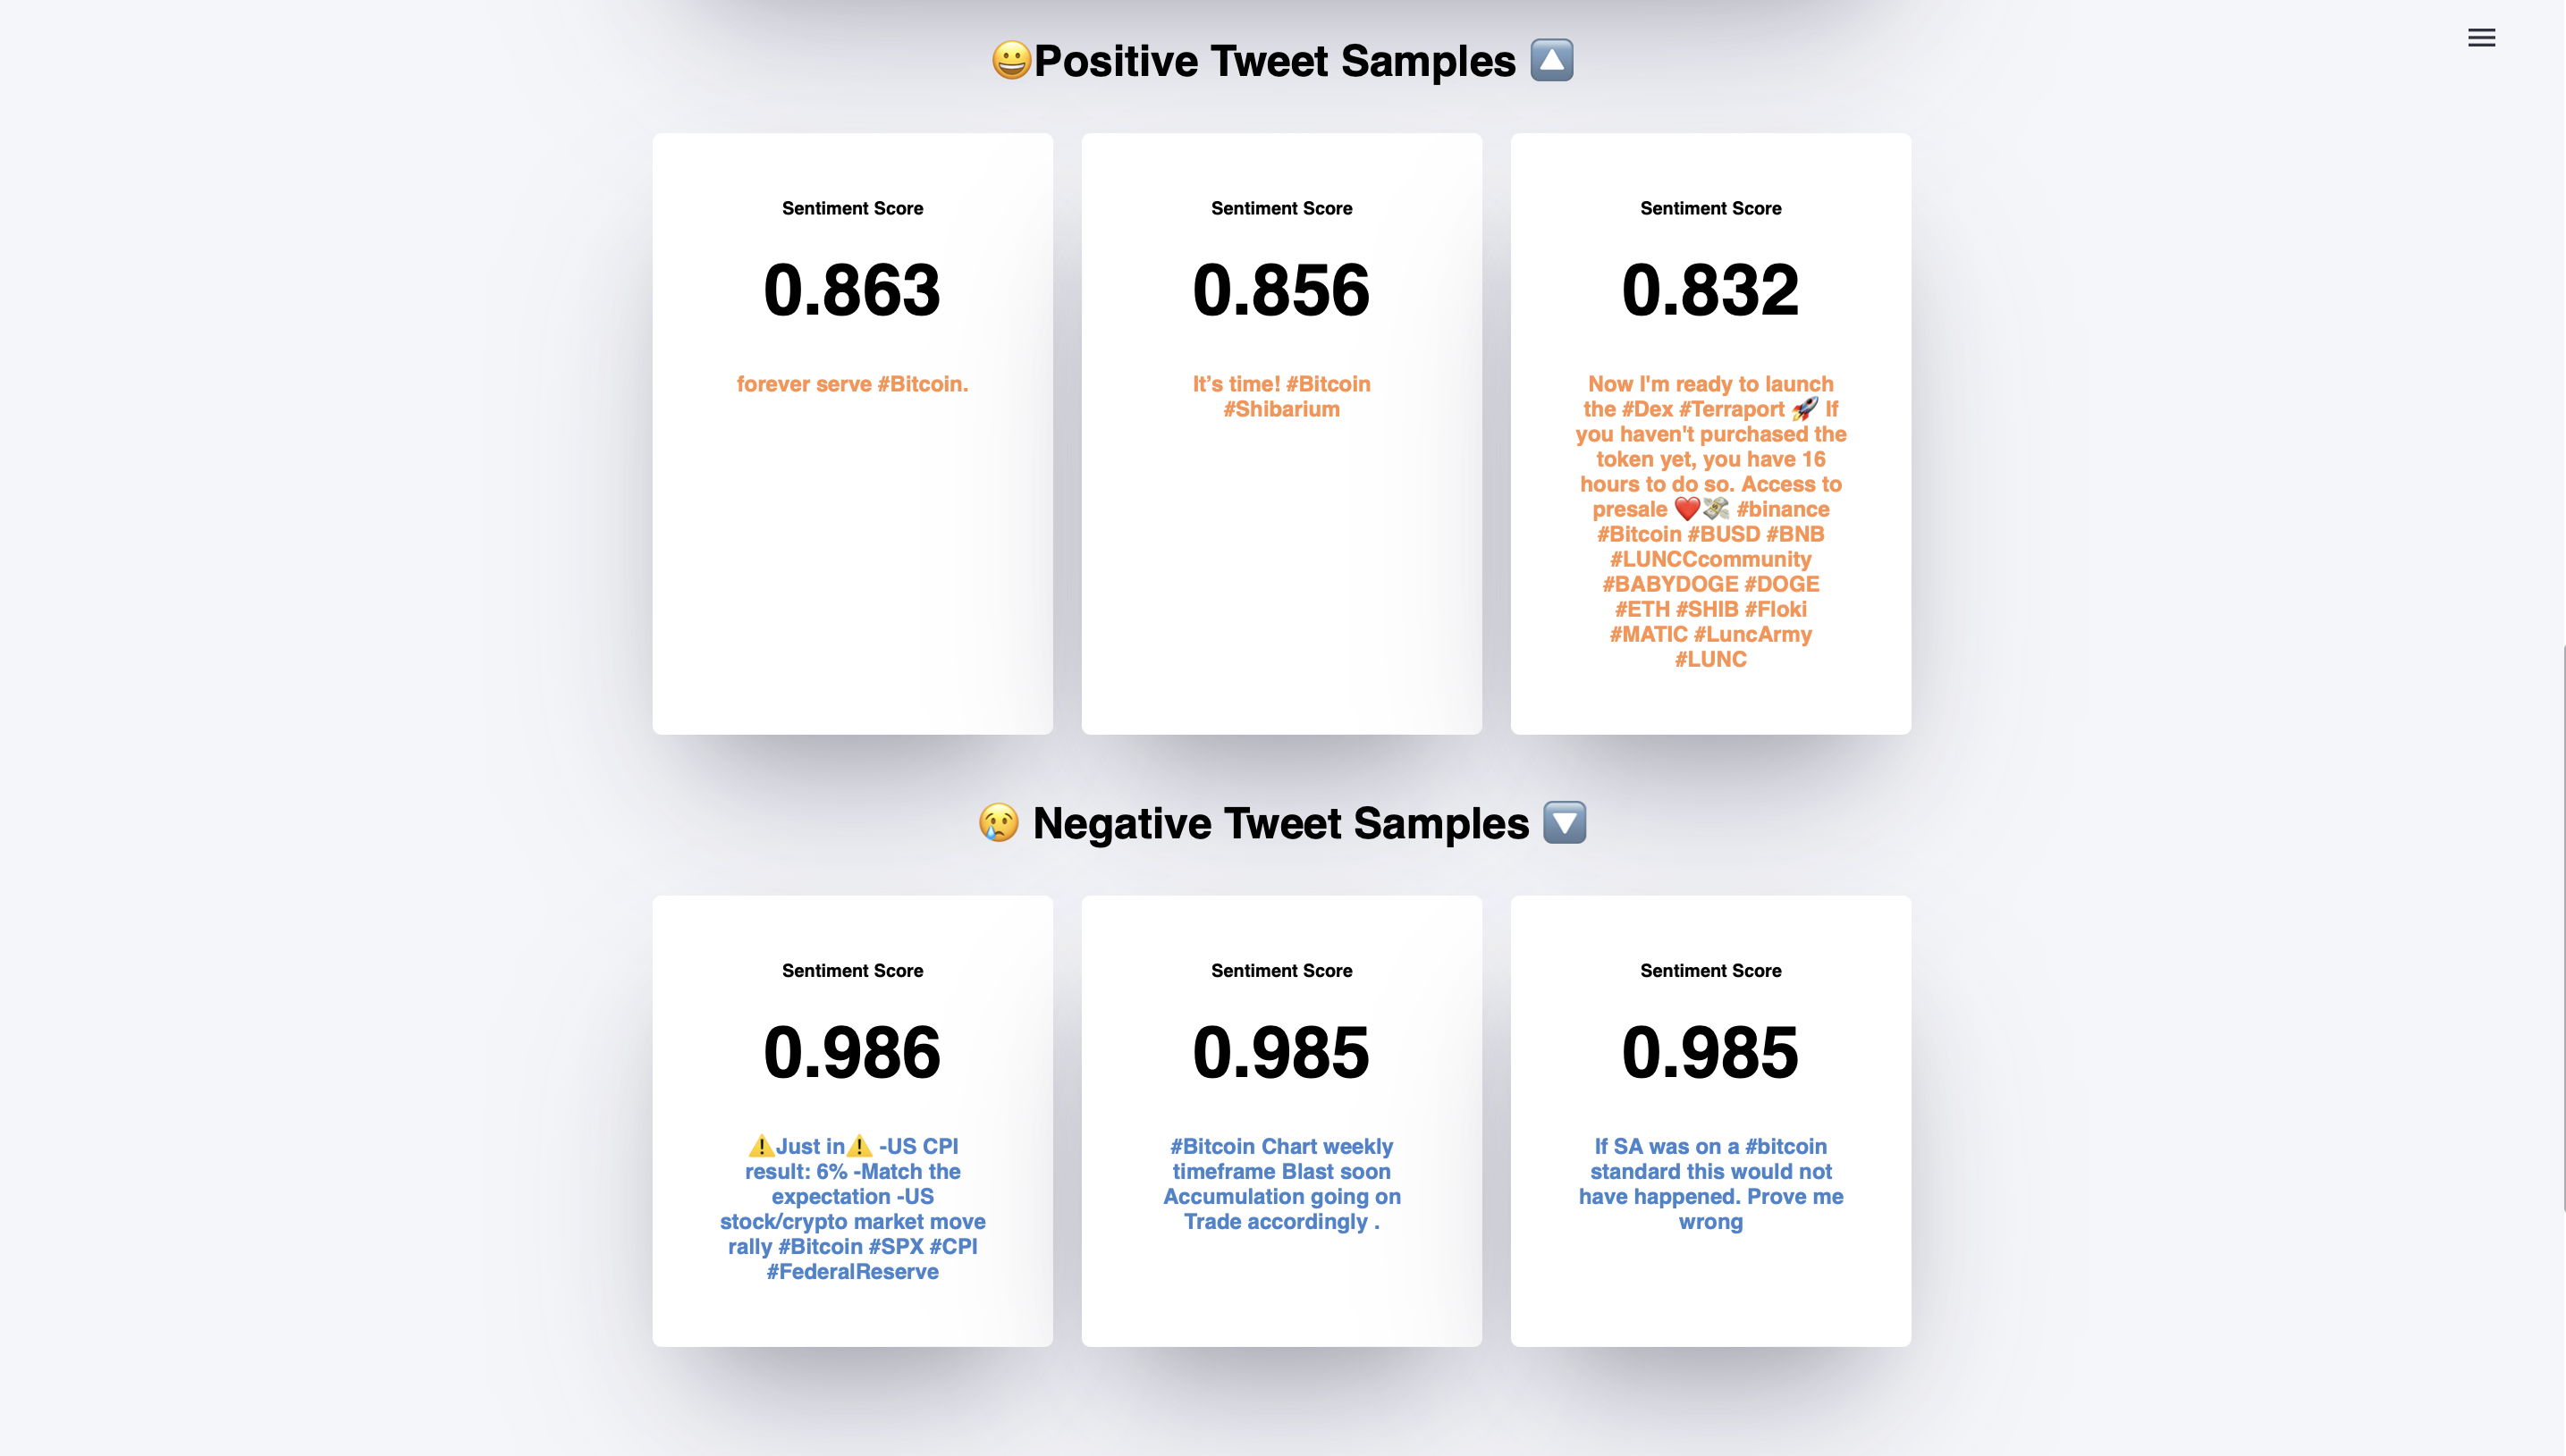 😀Positive Tweet Samples 🔼
Sentiment Score
0.863
forever serve #Bitcoin.
Sentiment Score
0.856
It’s time! #Bitcoin
#Shibarium
Sentiment Score
0.832
Now I'm ready to launch
the #Dex #Terraport 🚀 If
you haven't purchased the
token yet, you have 16
hours to do so. Access to
presale ❤️💸 #binance
#Bitcoin #BUSD #BNB
#LUNCCcommunity
#BABYDOGE #DOGE
#ETH #SHIB #Floki
#MATIC #LuncArmy
#LUNC
😢 Negative Tweet Samples 🔽
Sentiment Score
0.986
⚠️Just in⚠️ -US CPI
result: 6% -Match the
expectation -US
stock/crypto market move
rally #Bitcoin #SPX #CPI
#FederalReserve
Sentiment Score
0.985
#Bitcoin Chart weekly
timeframe Blast soon
Accumulation going on
Trade accordingly .
Sentiment Score
0.985
If SA was on a #bitcoin
standard this would not
have happened. Prove me
wrong